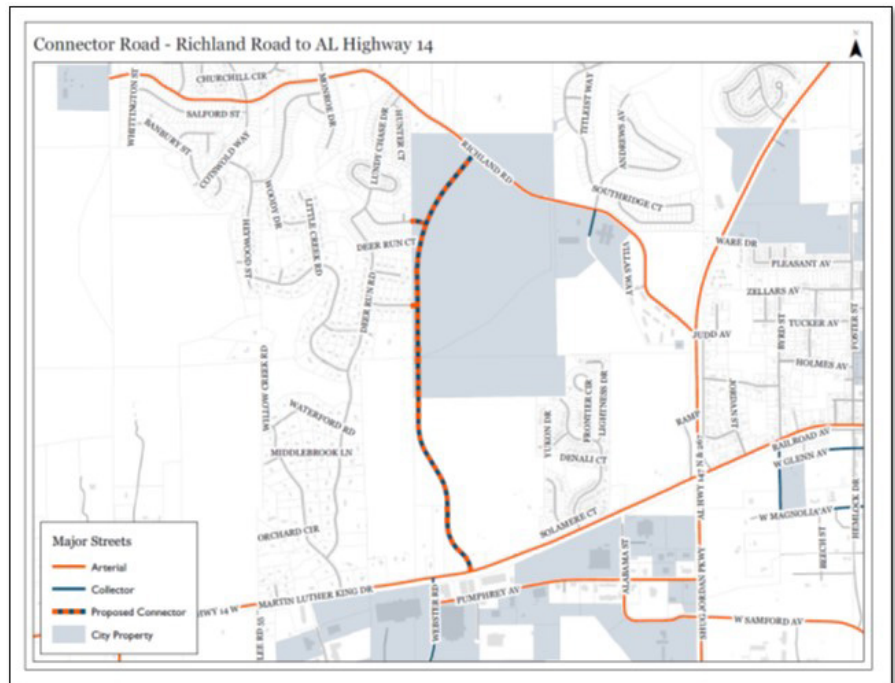 Connector Road - Richland Road to AL Highway 14
N
CHURCHILL CIR
WHITTINGTON ST
SALFORD ST
MONROE DR
BANBURY ST
COTSWOLD WAY
LUNDY CHASE DR
HUNTER CT
TITLEIST WAY
ANDREWS AV
RICHLAND RD
WOODY DR
SOUTHRIDGE CT
HEYWOOD ST
LITTLE CREEK RD
DEER RUN CT
VILLAS WAY
WARE DR
PLEASANT AV
DEER RUN RD
ZELLARS AV
BYRD ST
TUCKER AV
FOSTER ST
JUDD AV
WILLOW CREEK RD
HOLMES AV
FRONTIER CIR
LIGHTNESS DR
JORDAN ST
WATERFORD RD
YUKON DR
RAMP
RAILROAD AV
MIDDLEBROOK LN
DENALI CT
W GLENN AV
AL HWY 147 N & 267
HEMLOCK DR
W MAGNOLIA AV
SOLAMERE CT
ORCHARD CIR
BEECH ST
ALABAMA ST
HWY 14 W
MARTIN LUTHER KING DR
PUMPHREY AV
WEBSTER RD
SHUG JORDAN PKWY
W SAMFORD AV
LEE RD 55
Major Streets
Arterial
Collector
Proposed Connector
City Property